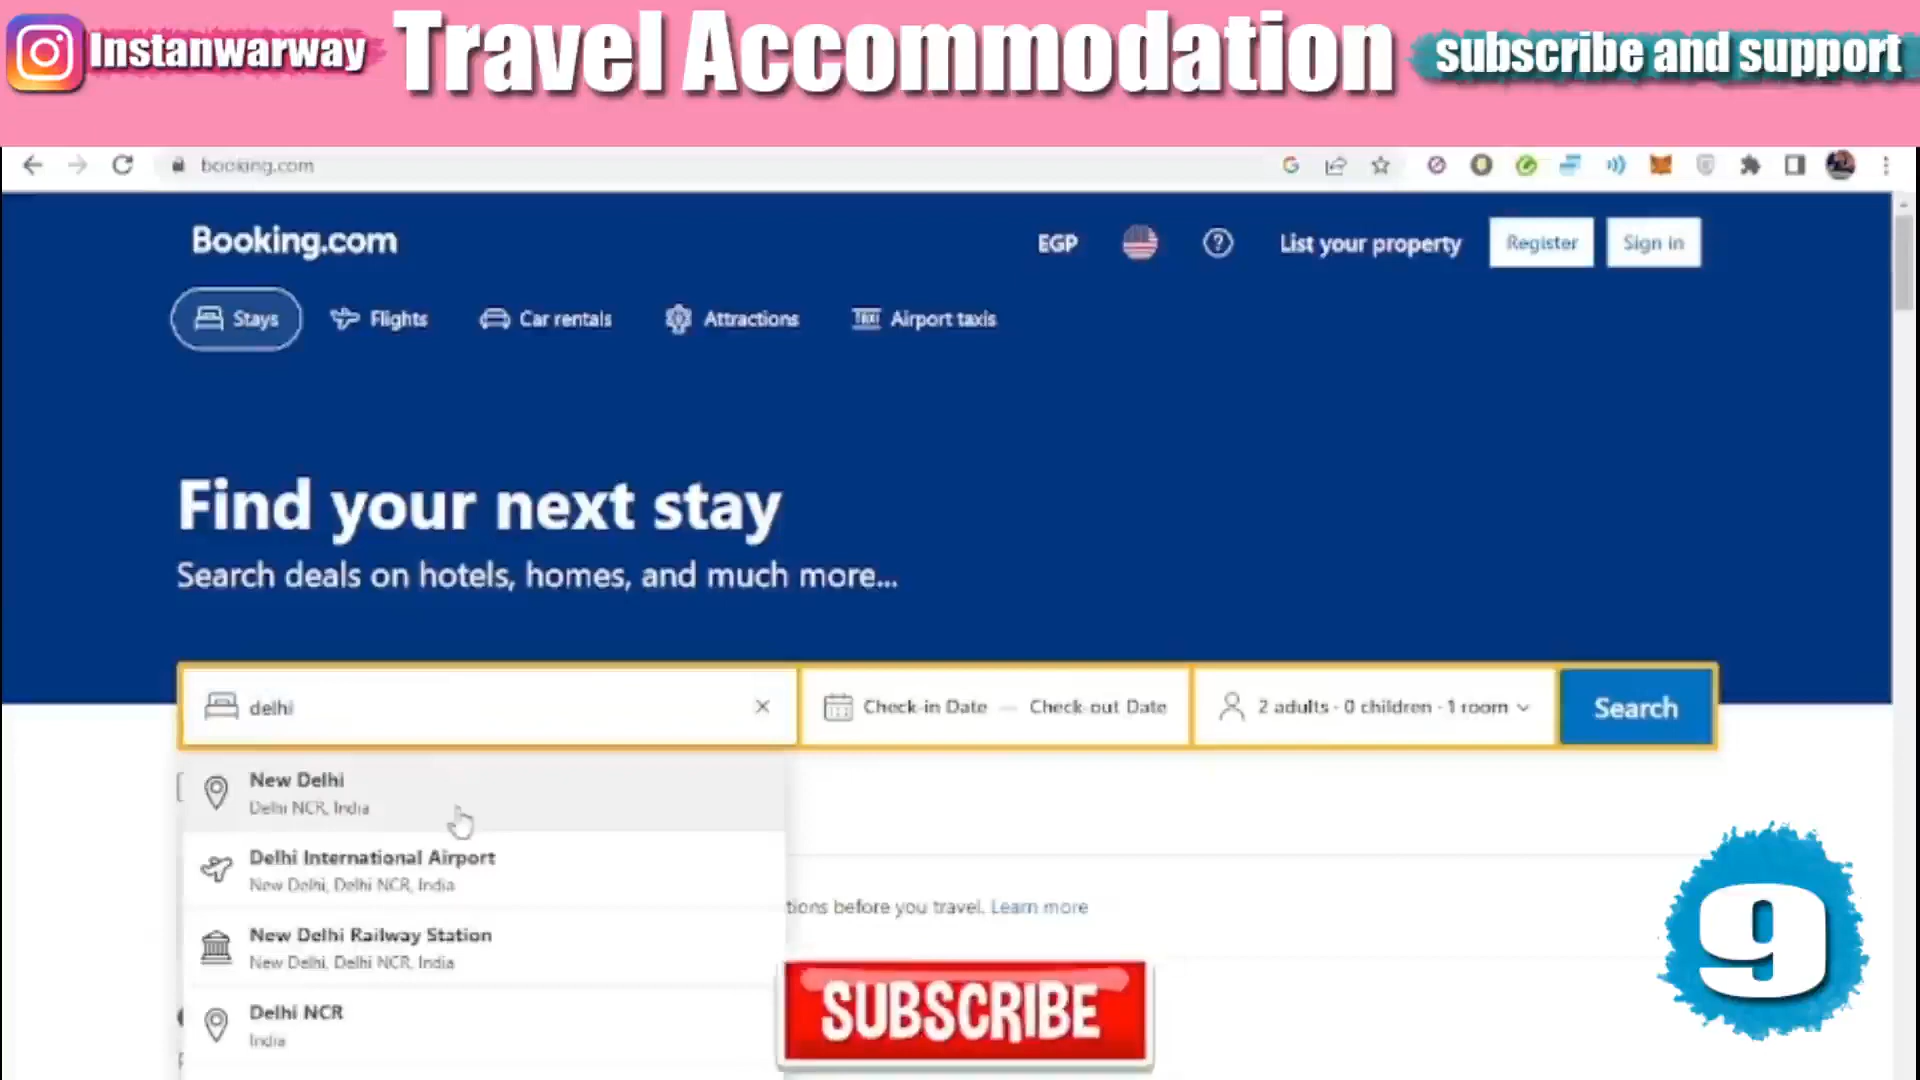 Instanwarway
Travel Accommodation
subscribe and support
booking.com
Booking.com
EGP
List your property
Register
Sign in
Stays
Flights
Car rentals
Attractions
Airport taxis
Find your next stay
Search deals on hotels, homes, and much more...
delhi
Check-in Date — Check-out Date
2 adults · 0 children · 1 room
Search
New Delhi
Delhi NCR, India
Delhi International Airport
New Delhi, Delhi NCR, India
tions before you travel. Learn more
New Delhi Railway Station
New Delhi, Delhi NCR, India
Delhi NCR
India
SUBSCRIBE
9